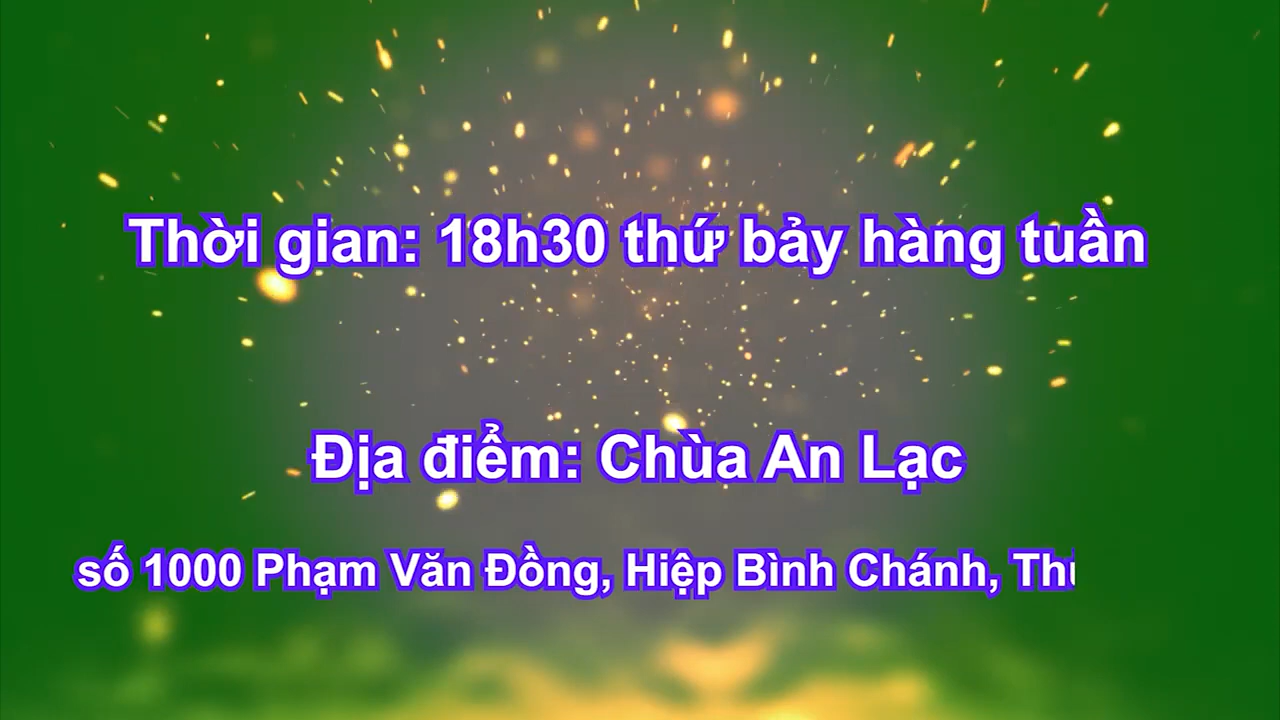 Thời gian: 18h30 thứ bảy hàng tuần
Địa điểm: Chùa An Lạc
số 1000 Phạm Văn Đồng, Hiệp Bình Chánh,